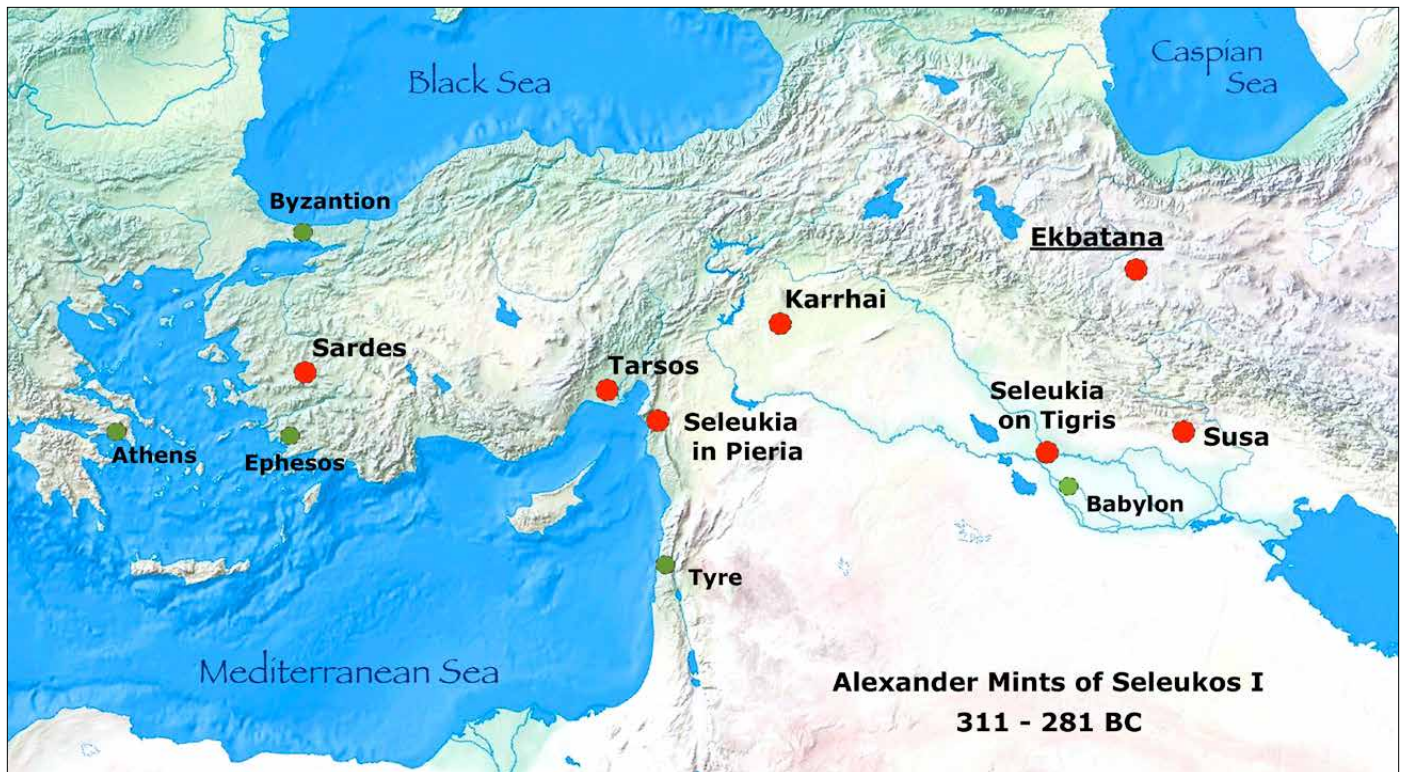 Black Sea
Caspian
Sea
Byzantion
Ekbatana
Karrhai
Sardes
Tarsos
Seleukia
on Tigris
Seleukia
in Pieria
Susa
Athens
Ephesos
Babylon
Tyre
Mediterranean Sea
Alexander Mints of Seleukos I
311 - 281 BC